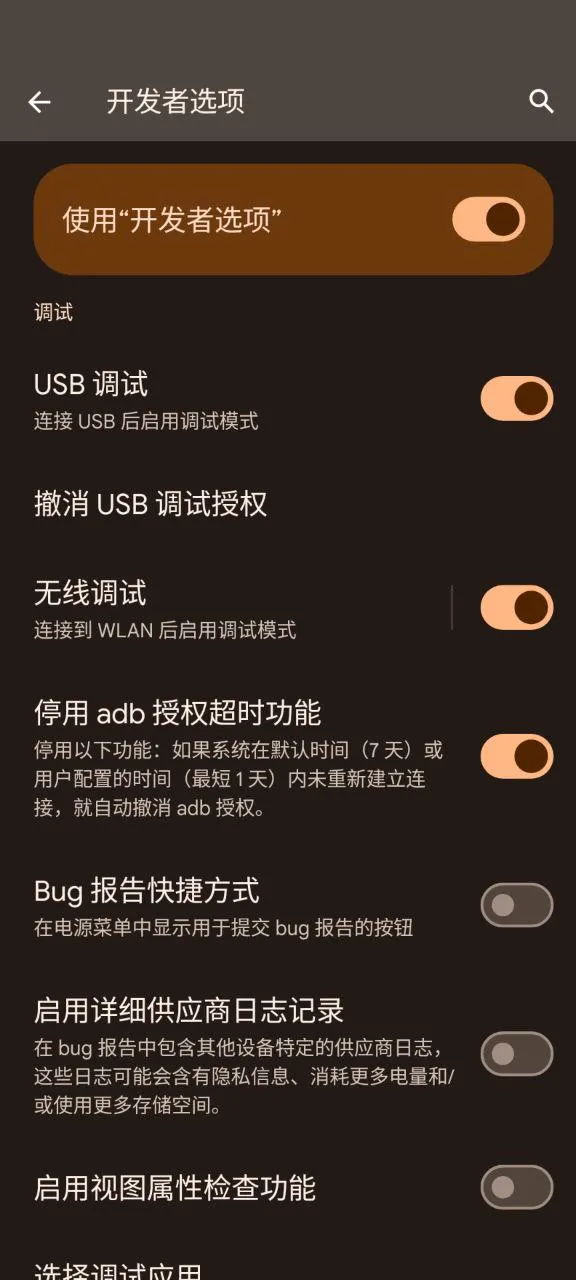 开发者选项
使用“开发者选项”
调试
USB 调试
连接 USB 后启用调试模式
撤消 USB 调试授权
无线调试
连接到 WLAN 后启用调试模式
停用 adb 授权超时功能
停用以下功能：如果系统在默认时间（7 天）或
用户配置的时间（最短 1 天）内未重新建立连
接，就自动撤消 adb 授权。
Bug 报告快捷方式
在电源菜单中显示用于提交 bug 报告的按钮
启用详细供应商日志记录
在 bug 报告中包含其他设备特定的供应商日志，
这些日志可能会含有隐私信息、消耗更多电量和/
或使用更多存储空间。
启用视图属性检查功能
选择调试应用